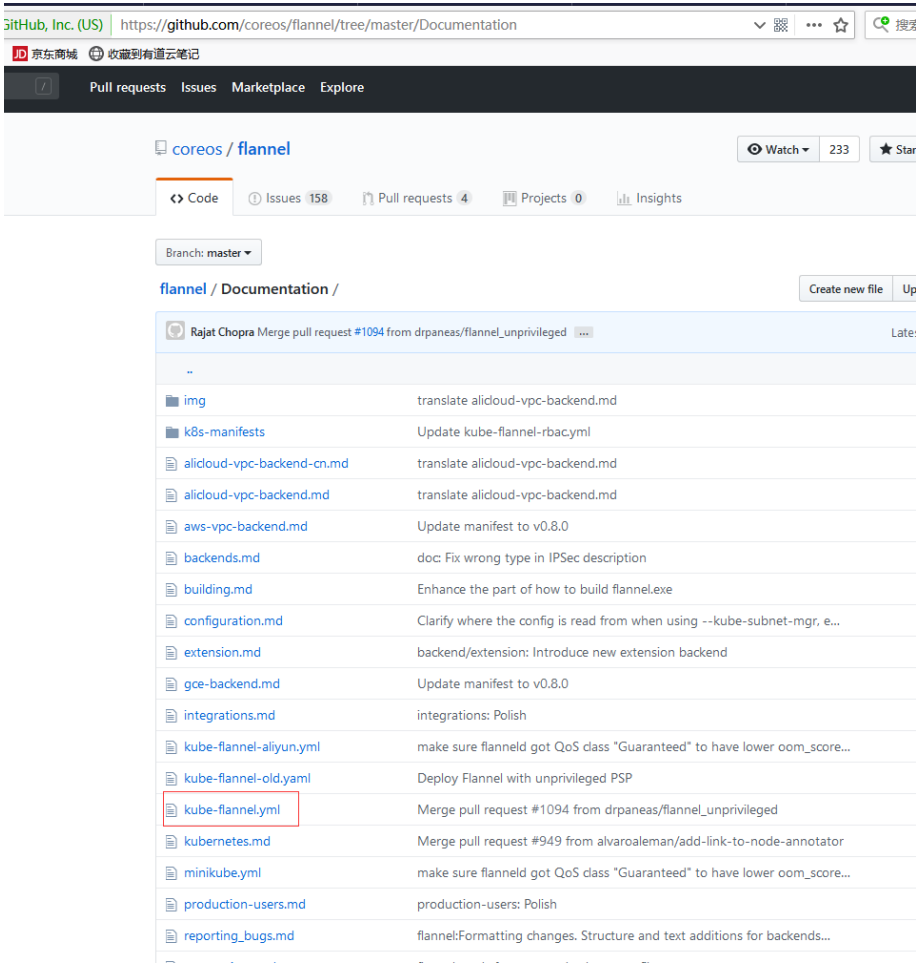 GitHub, Inc. (US) https://github.com/coreos/flannel/tree/master/Documentation 搜索
JD 京东商城 收藏到有道云笔记
/ Pull requests Issues Marketplace Explore
coreos / flannel Watch 233 Star
Code Issues 158 Pull requests 4 Projects 0 Insights
Branch: master
flannel / Documentation / Create new file Up
Rajat Chopra Merge pull request #1094 from drpaneas/flannel_unprivileged ... Lates
..
img translate alicloud-vpc-backend.md
k8s-manifests Update kube-flannel-rbac.yml
alicloud-vpc-backend-cn.md translate alicloud-vpc-backend.md
alicloud-vpc-backend.md translate alicloud-vpc-backend.md
aws-vpc-backend.md Update manifest to v0.8.0
backends.md doc: Fix wrong type in IPSec description
building.md Enhance the part of how to build flannel.exe
configuration.md Clarify where the config is read from when using --kube-subnet-mgr, e...
extension.md backend/extension: Introduce new extension backend
gce-backend.md Update manifest to v0.8.0
integrations.md integrations: Polish
kube-flannel-aliyun.yml make sure flanneld got QoS class "Guaranteed" to have lower oom_score...
kube-flannel-old.yaml Deploy Flannel with unprivileged PSP
kube-flannel.yml Merge pull request #1094 from drpaneas/flannel_unprivileged
kubernetes.md Merge pull request #949 from alvaroaleman/add-link-to-node-annotator
minikube.yml make sure flanneld got QoS class "Guaranteed" to have lower oom_score...
production-users.md production-users: Polish
reporting_bugs.md flannel:Formatting changes. Structure and text additions for backends...